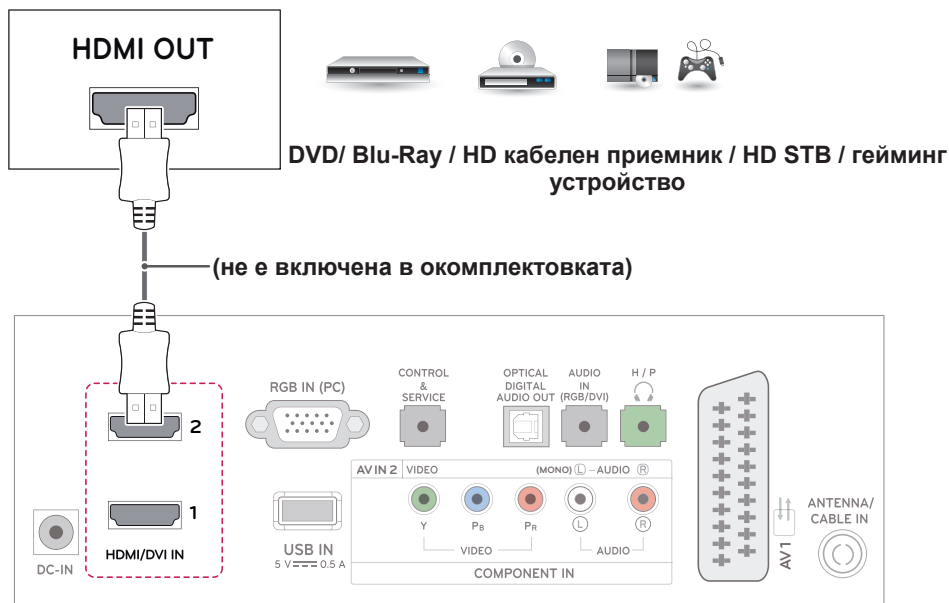 HDMI OUT
DVD/ Blu-Ray / HD кабелен приемник / HD STB / гейминг
устройство
(не е включена в окомплектовката)
RGB IN (PC)
CONTROL
&
SERVICE
OPTICAL
DIGITAL
AUDIO OUT
AUDIO
IN
(RGB/DVI)
H / P
2
1
HDMI/DVI IN
DC-IN
USB IN
5 V 0.5 A
AV IN 2
VIDEO
(MONO) L AUDIO R
Y
PB
PR
L
R
VIDEO
AUDIO
COMPONENT IN
AV1
ANTENNA/
CABLE IN